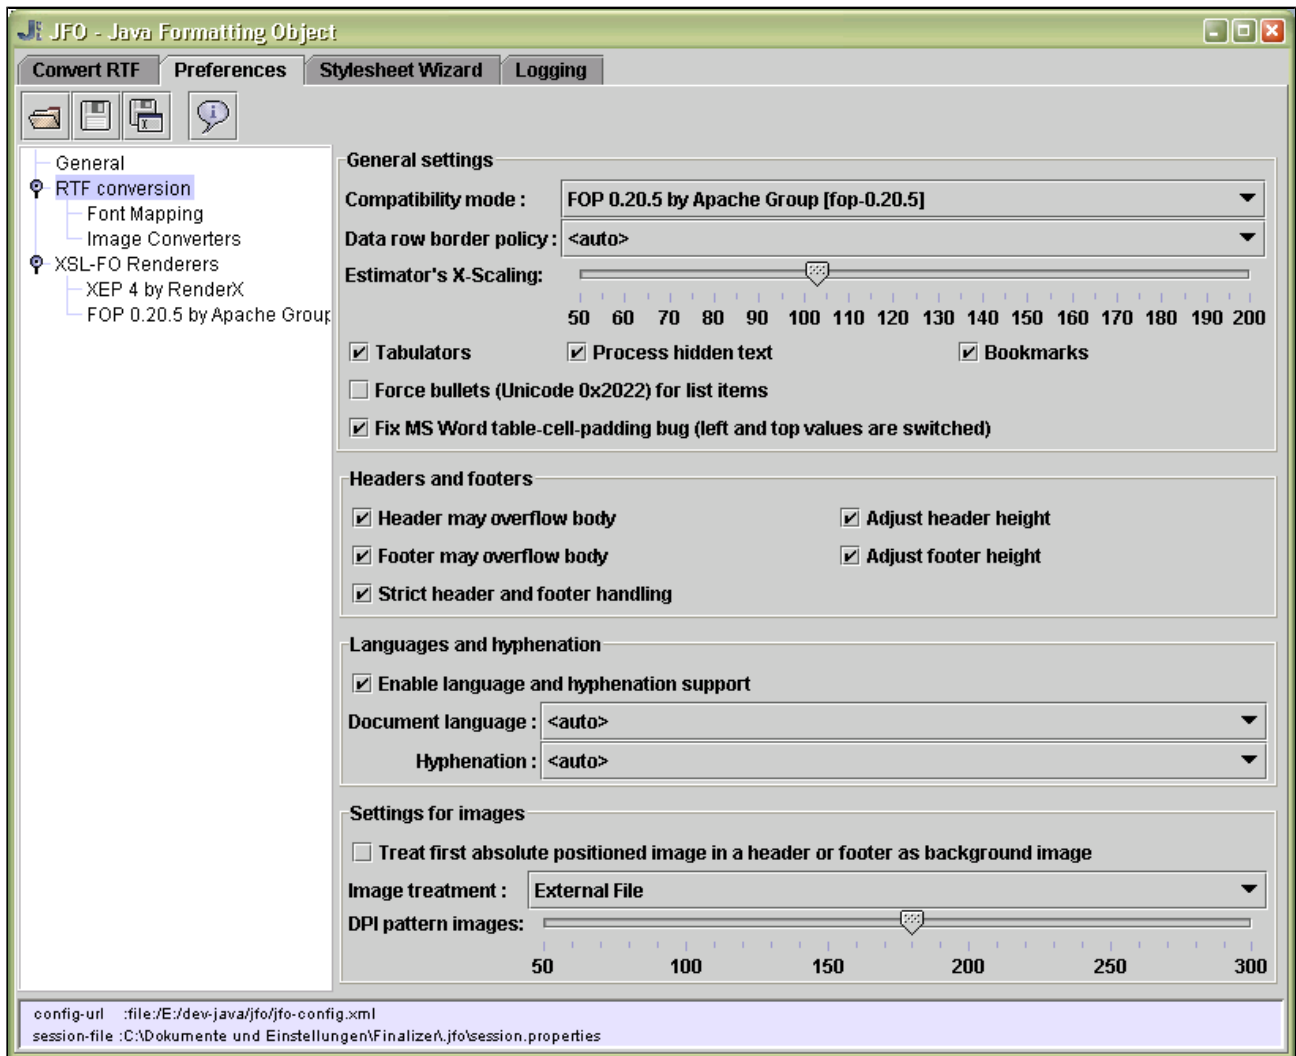 JFO - Java Formatting Object
Convert RTF Preferences Stylesheet Wizard Logging
General
RTF conversion
Font Mapping
Image Converters
XSL-FO Renderers
XEP 4 by RenderX
FOP 0.20.5 by Apache Group
General settings
Compatibility mode : FOP 0.20.5 by Apache Group [fop-0.20.5]
Data row border policy : <auto>
Estimator's X-Scaling:
50 60 70 80 90 100 110 120 130 140 150 160 170 180 190 200
Tabulators Process hidden text Bookmarks
Force bullets (Unicode 0x2022) for list items
Fix MS Word table-cell-padding bug (left and top values are switched)
Headers and footers
Header may overflow body Adjust header height
Footer may overflow body Adjust footer height
Strict header and footer handling
Languages and hyphenation
Enable language and hyphenation support
Document language : <auto>
Hyphenation : <auto>
Settings for images
Treat first absolute positioned image in a header or footer as background image
Image treatment : External File
DPI pattern images:
50 100 150 200 250 300
config-url :file:/E:/dev-java/jfo/jfo-config.xml
session-file :C:\Dokumente und Einstellungen\Finalizer\.jfo\session.properties